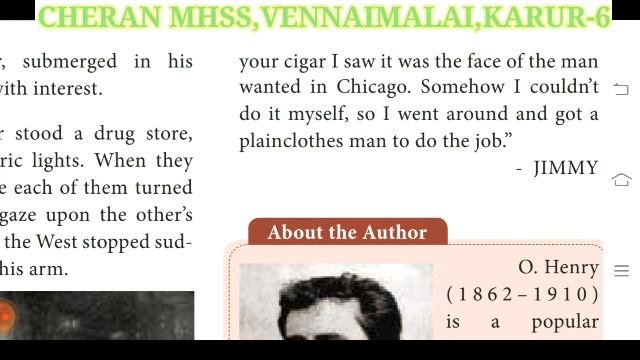 CHERAN MHSS,VENNAIMALAI,KARUR-6
submerged in his
with interest.
stood a drug store,
ric lights. When they
each of them turned
gaze upon the other’s
the West stopped sud-
his arm.
your cigar I saw it was the face of the man
wanted in Chicago. Somehow I couldn’t
do it myself, so I went around and got a
plainclothes man to do the job.”
- JIMMY
About the Author
O. Henry
(1862–1910)
is a popular